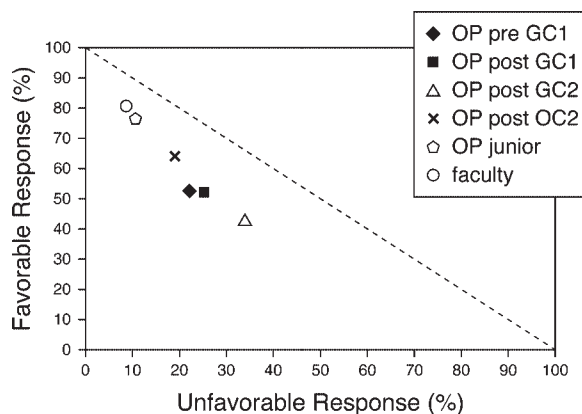 OP pre GC1
OP post GC1
OP post GC2
OP post OC2
OP junior
faculty
Favorable Response (%)
100
90
80
70
60
50
40
30
20
10
0
0 10 20 30 40 50 60 70 80 90 100
Unfavorable Response (%)